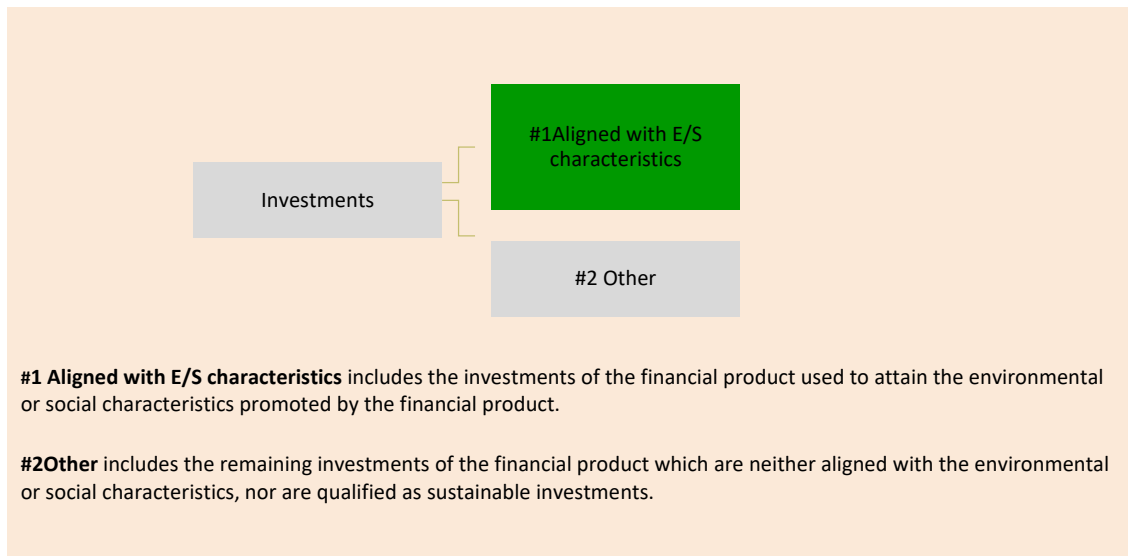 #1Aligned with E/S
characteristics
Investments
#2 Other
#1 Aligned with E/S characteristics includes the investments of the financial product used to attain the environmental
or social characteristics promoted by the financial product.
#2Other includes the remaining investments of the financial product which are neither aligned with the environmental
or social characteristics, nor are qualified as sustainable investments.